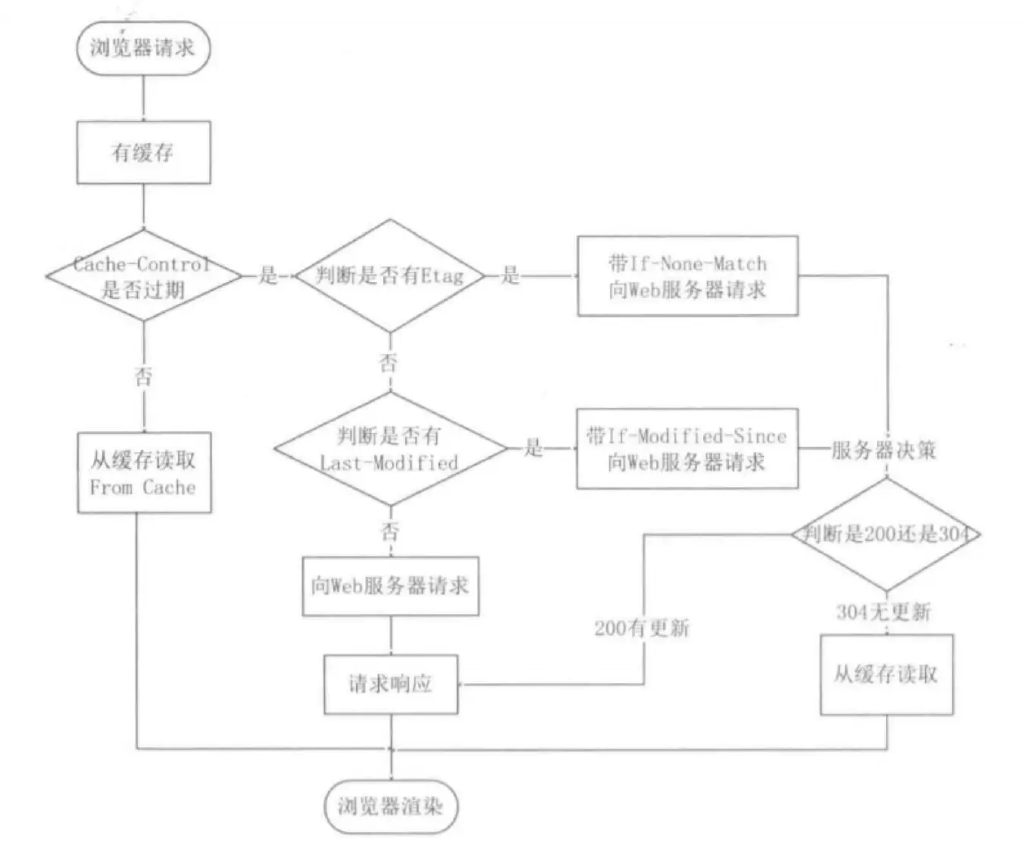 浏览器请求
有缓存
Cache-Control
是否过期
是
判断是否有Etag
是
带If-None-Match
向Web服务器请求
否
否
从缓存读取
From Cache
判断是否有
Last-Modified
是
带If-Modified-Since
向Web服务器请求
服务器决策
否
判断是200还是304
向Web服务器请求
200有更新
304无更新
请求响应
从缓存读取
浏览器渲染